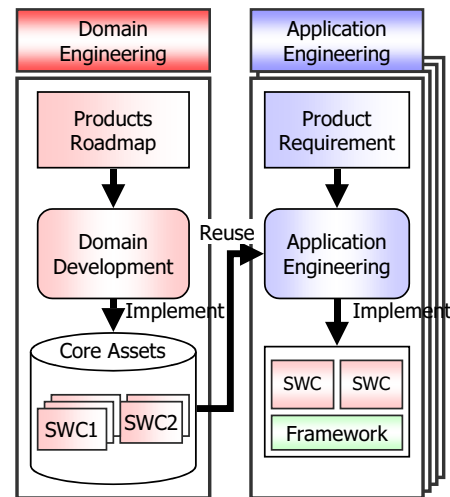 Domain
Engineering
Products
Roadmap
Domain
Development
Implement
Core Assets
SWC1
SWC2
Reuse
Application
Engineering
Product
Requirement
Application
Engineering
Implement
SWC
SWC
Framework